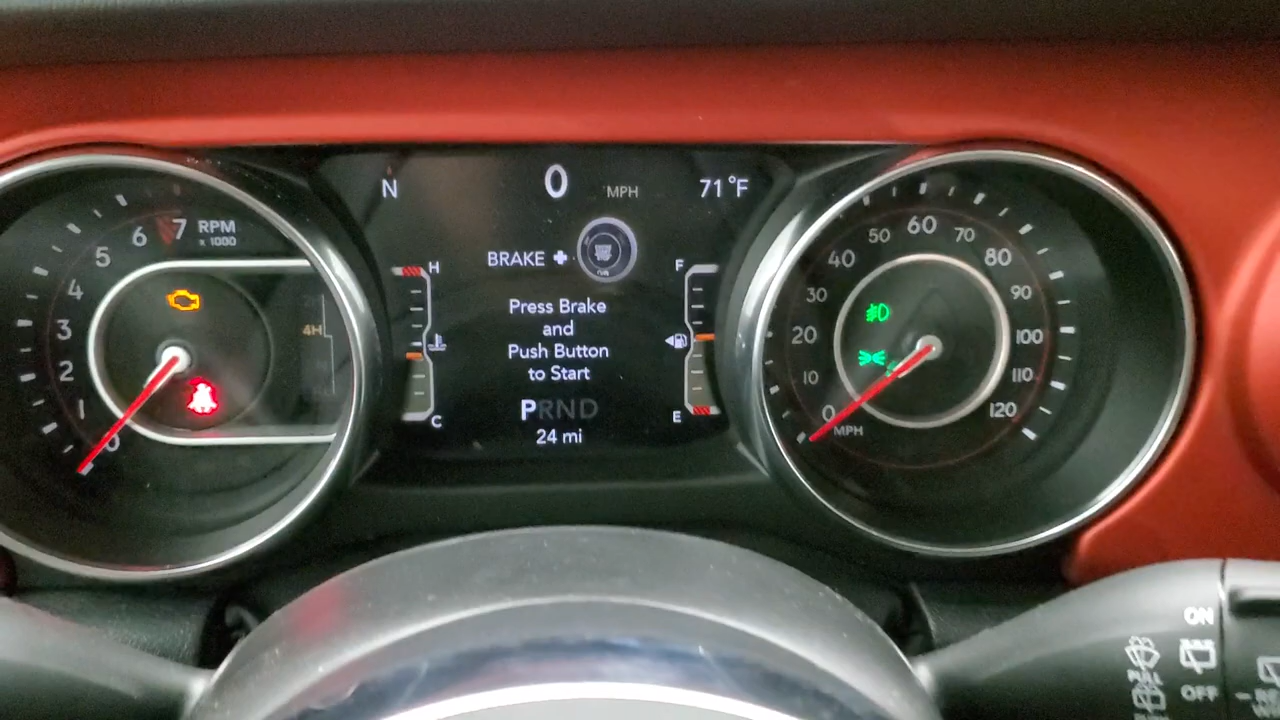 N 0 MPH 71°F
7 RPM
x 1000
6
5
4
3
2
1
0
4H
BRAKE +
H
C
Press Brake
and
Push Button
to Start
PRND
24 mi
F
E
0
10
20
30
40
50
60
70
80
90
100
110
120
MPH
ON
OFF
PULL